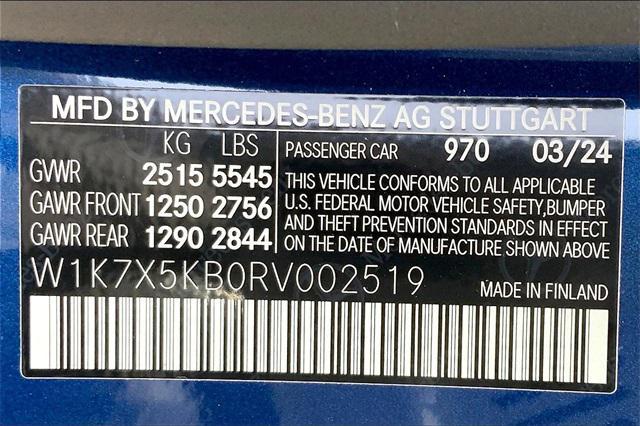 MFD BY MERCEDES-BENZ AG STUTTGART
KG LBS
GVWR 2515 5545
GAWR FRONT 1250 2756
GAWR REAR 1290 2844
PASSENGER CAR 970 03/24
THIS VEHICLE CONFORMS TO ALL APPLICABLE
U.S. FEDERAL MOTOR VEHICLE SAFETY,BUMPER
AND THEFT PREVENTION STANDARDS IN EFFECT
ON THE DATE OF MANUFACTURE SHOWN ABOVE
W1K7X5KB0RV002519
MADE IN FINLAND